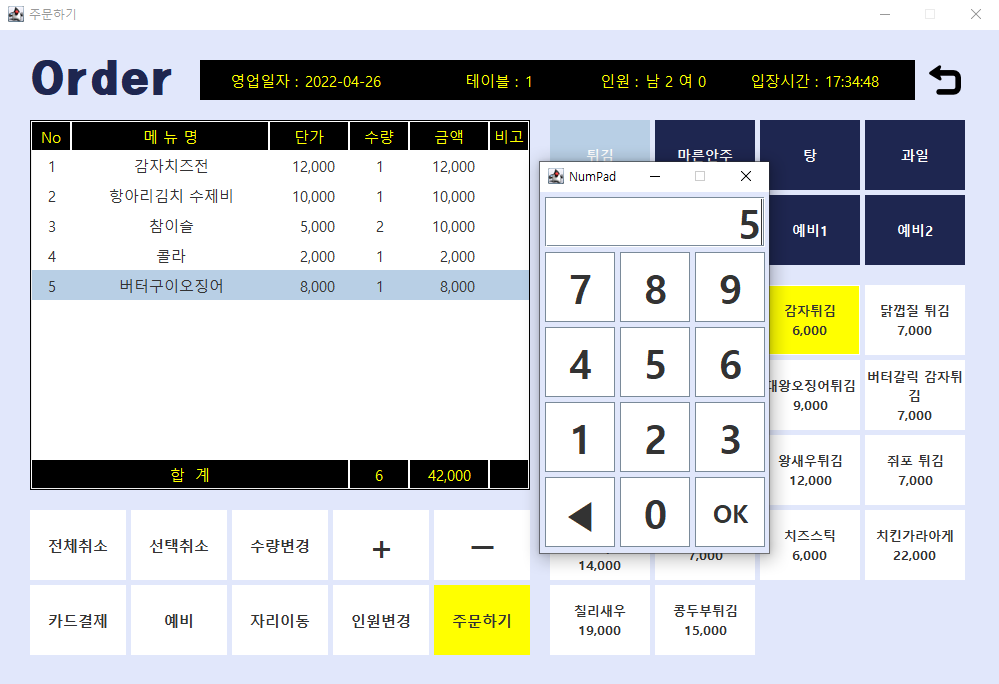 주문하기
Order
영업일자 : 2022-04-26 테이블 : 1 인원 : 남 2 여 0 입장시간 : 17:34:48
No 메 뉴 명 단가 수량 금액 비고
1 감자치즈전 12,000 1 12,000
2 항아리김치 수제비 10,000 1 10,000
3 참이슬 5,000 2 10,000
4 콜라 2,000 1 2,000
5 버터구이오징어 8,000 1 8,000
합 계 6 42,000
전체취소 선택취소 수량변경 + −
카드결제 예비 자리이동 인원변경 주문하기
튀김 마른안주 탕 과일
예비1 예비2
NumPad
5
7 8 9
4 5 6
1 2 3
◀ 0 OK
감자튀김
6,000
닭껍질 튀김
7,000
대왕오징어튀김
9,000
버터갈릭 감자튀
김
7,000
왕새우튀김
12,000
쥐포 튀김
7,000
14,000
7,000
치즈스틱
6,000
치킨가라아게
22,000
칠리새우
19,000
콩두부튀김
15,000